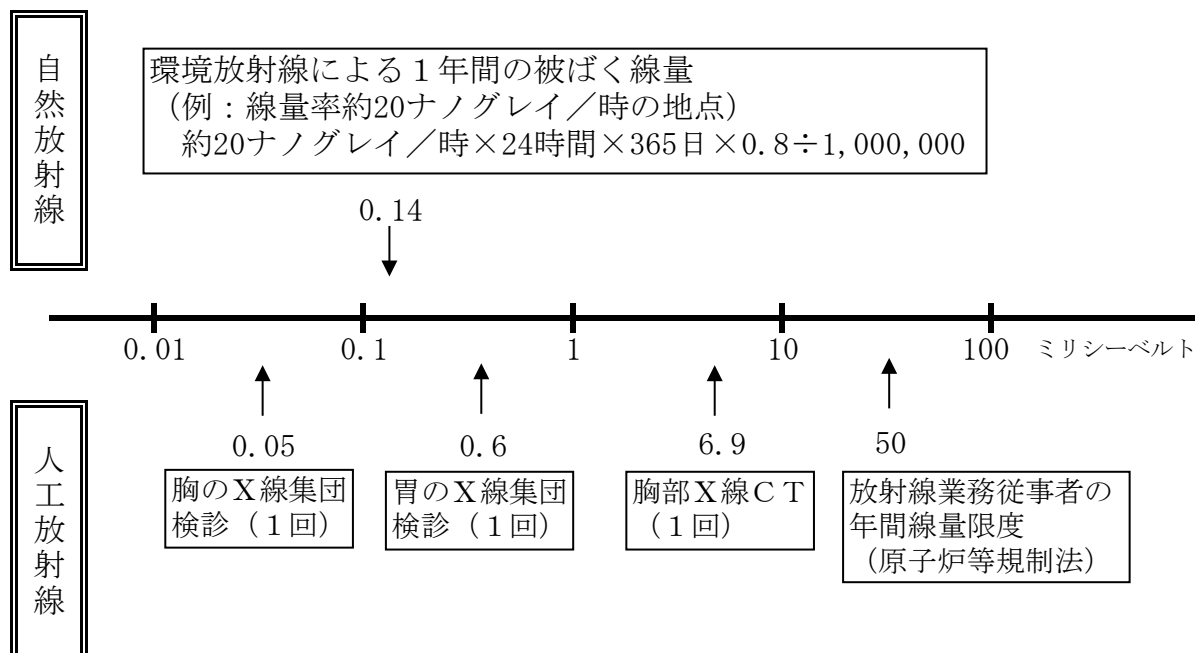 自然放射線
環境放射線による１年間の被ばく線量
（例：線量率約20ナノグレイ／時の地点）
約20ナノグレイ／時×24時間×365日×0.8÷1,000,000
0.14
0.01
0.1
1
10
100
ミリシーベルト
人工放射線
0.05
胸のＸ線集団
検診（１回）
0.6
胃のＸ線集団
検診（１回）
6.9
胸部Ｘ線ＣＴ
（１回）
50
放射線業務従事者の
年間線量限度
（原子炉等規制法）